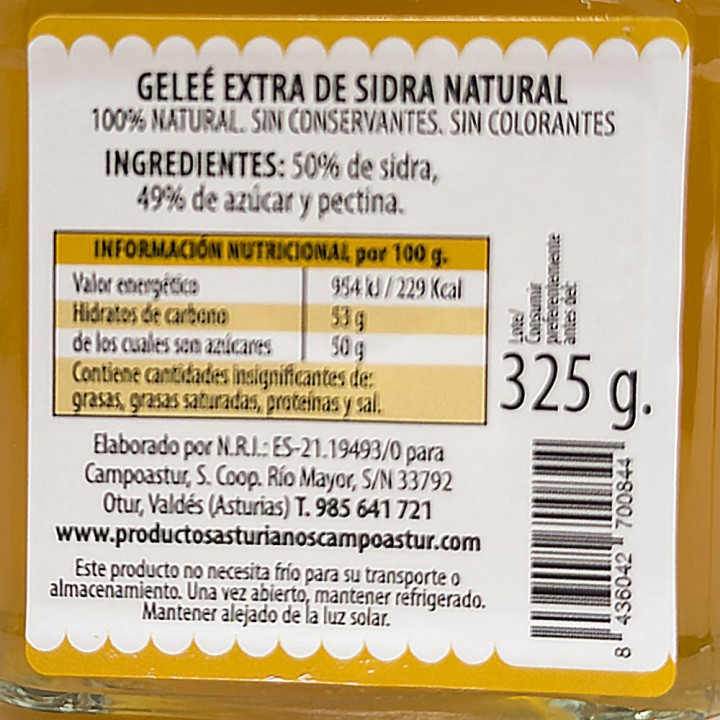 GELEÉ EXTRA DE SIDRA NATURAL
100% NATURAL. SIN CONSERVANTES. SIN COLORANTES
INGREDIENTES: 50% de sidra,
49% de azúcar y pectina.
INFORMACIÓN NUTRICIONAL por 100 g.
Valor energético 954 kJ / 229 Kcal
Hidratos de carbono 53 g
de los cuales son azúcares 50 g
Contiene cantidades insignificantes de:
grasas, grasas saturadas, proteínas y sal.
Lote/
Consumir
preferentemente
antes del:
325 g.
Elaborado por N.R.I.: ES-21.19493/0 para
Campoastur, S. Coop. Río Mayor, S/N 33792
Otur, Valdés (Asturias) T. 985 641 721
www.productosasturianoscampoastur.com
Este producto no necesita frío para su transporte o
almacenamiento. Una vez abierto, mantener refrigerado.
Mantener alejado de la luz solar.
8 436042 700844